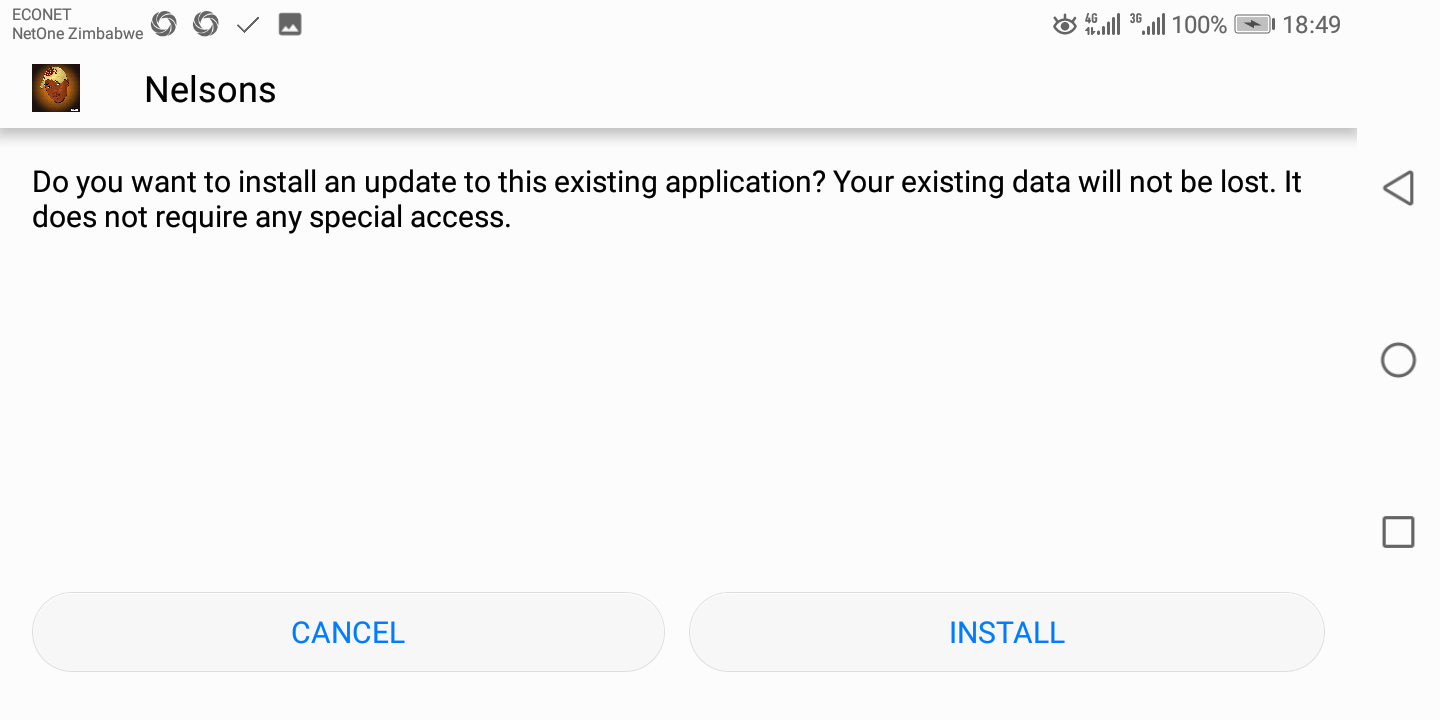 ECONET
NetOne Zimbabwe
4G
3G
100%
18:49
Nelsons
Do you want to install an update to this existing application? Your existing data will not be lost. It
does not require any special access.
CANCEL
INSTALL